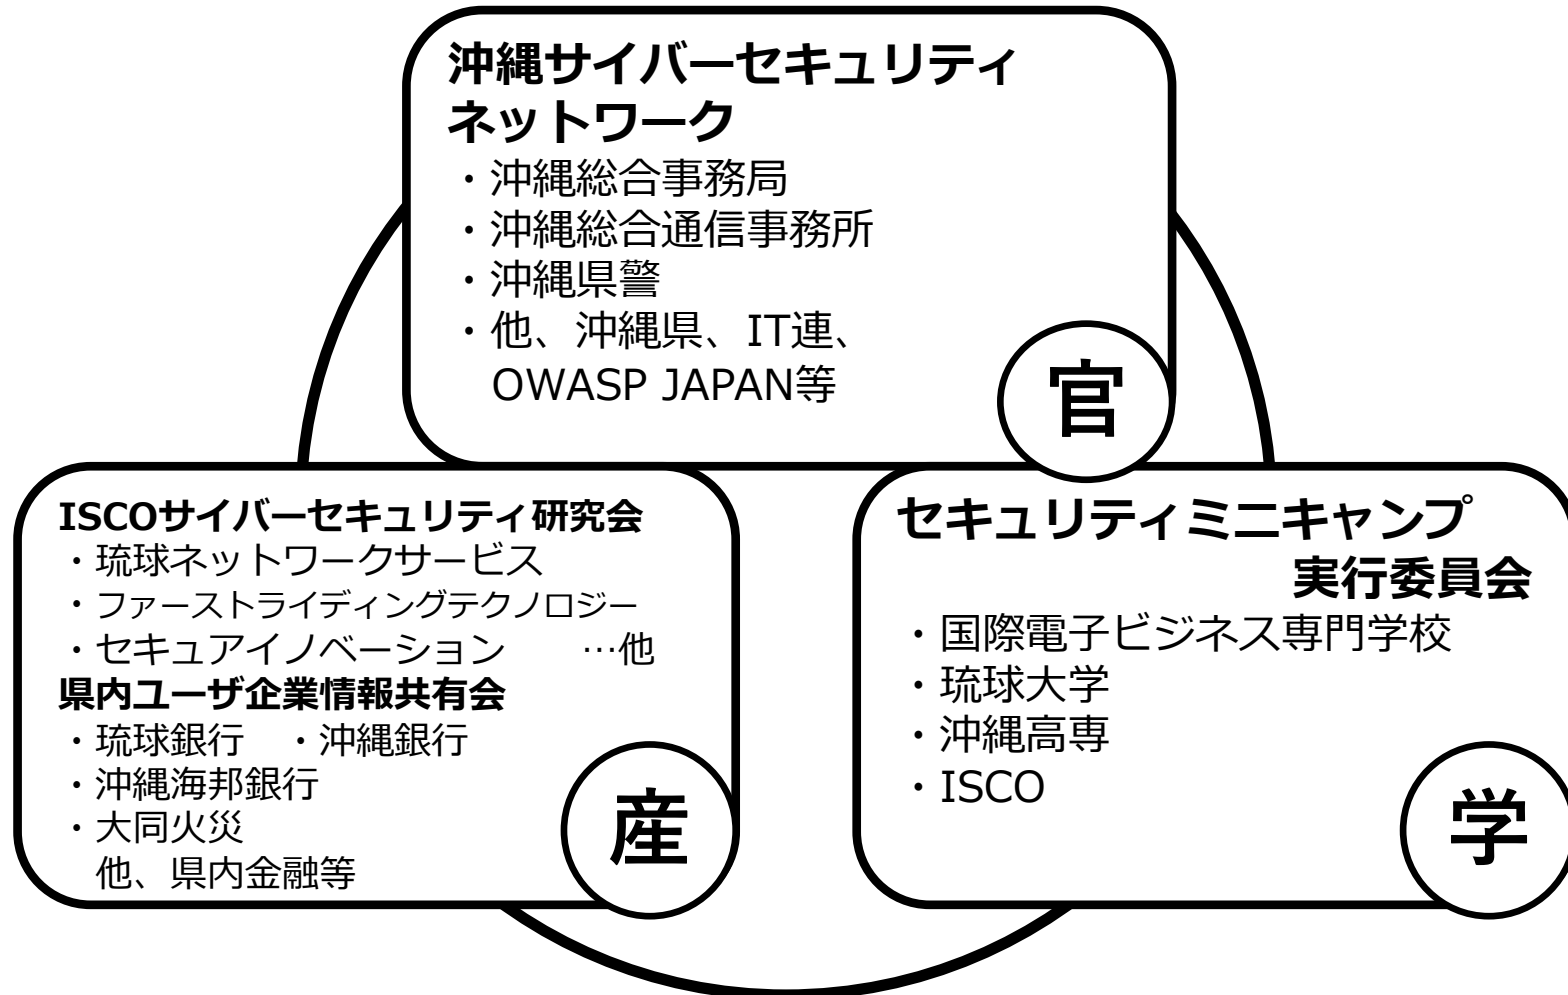 沖縄サイバーセキュリティ
ネットワーク
・沖縄総合事務局
・沖縄総合通信事務所
・沖縄県警
・他、沖縄県、IT連、
OWASP JAPAN等
官
ISCOサイバーセキュリティ研究会
・琉球ネットワークサービス
・ファーストライディングテクノロジー
・セキュアイノベーション　　…他
県内ユーザ企業情報共有会
・琉球銀行　・沖縄銀行
・沖縄海邦銀行
・大同火災
他、県内金融等
産
セキュリティミニキャンプ
実行委員会
・国際電子ビジネス専門学校
・琉球大学
・沖縄高専
・ISCO
学